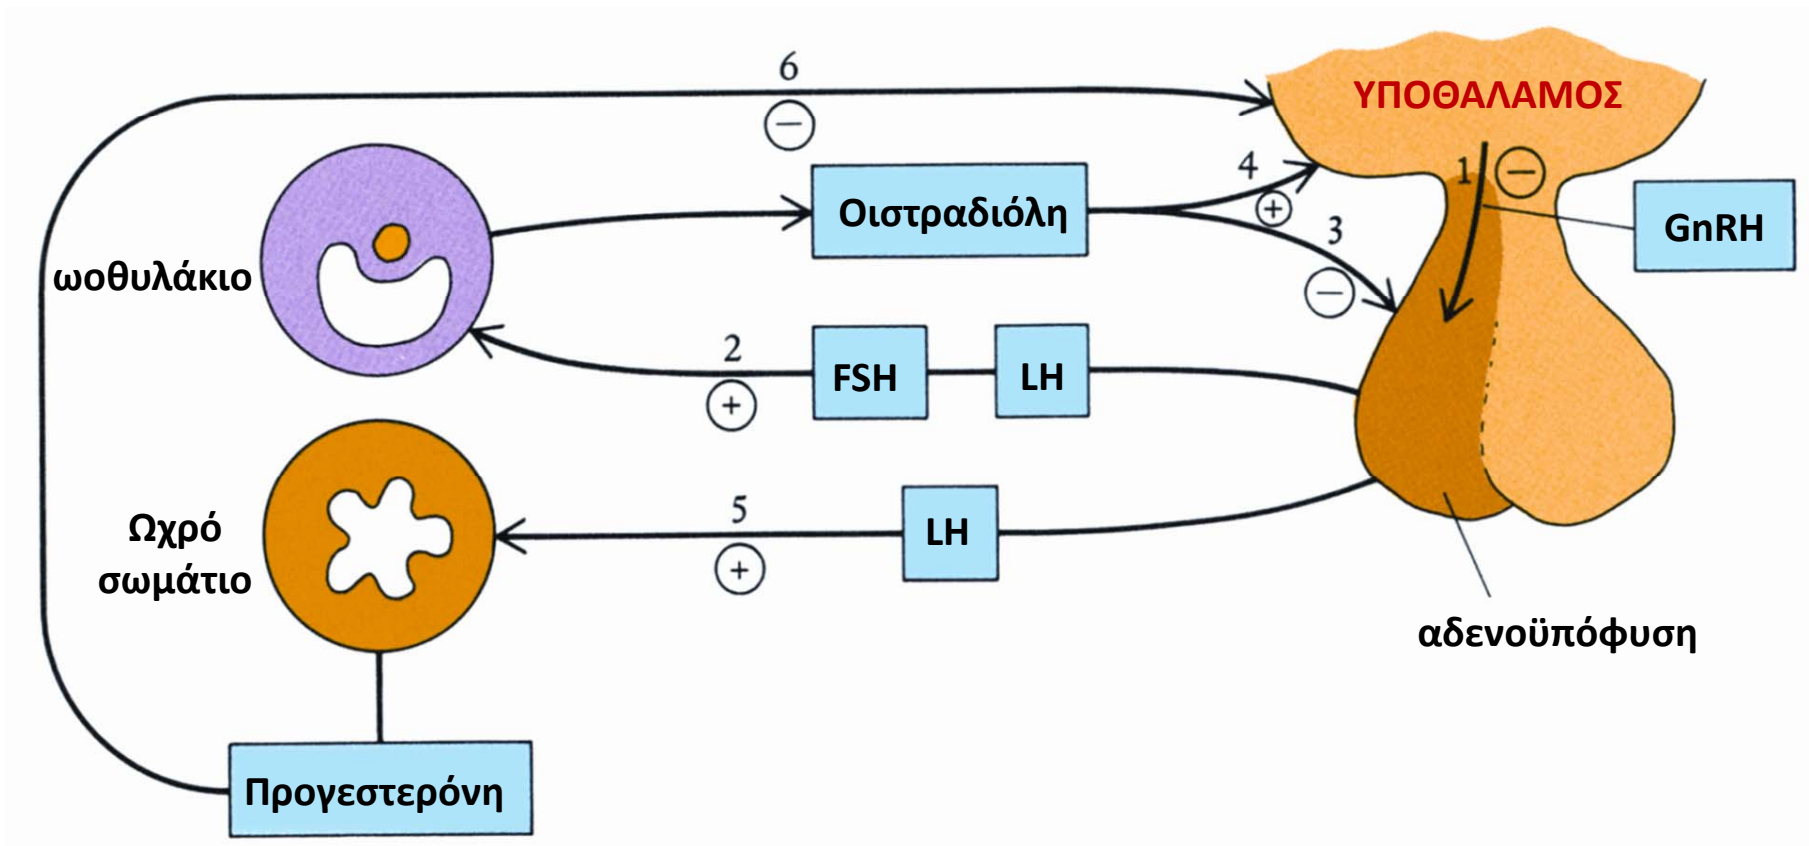 6
⊖
ΥΠΟΘΑΛΑΜΟΣ
4
⊕
1
⊖
Οιστραδιόλη
3
⊖
GnRH
ωοθυλάκιο
2
⊕
FSH
LH
5
⊕
LH
Ωχρό
σωμάτιο
αδενοϋπόφυση
Προγεστερόνη